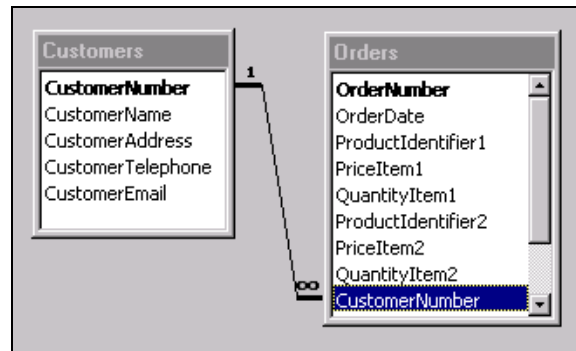 Customers
CustomerNumber
CustomerName
CustomerAddress
CustomerTelephone
CustomerEmail
1
∞
Orders
OrderNumber
OrderDate
ProductIdentifier1
PriceItem1
QuantityItem1
ProductIdentifier2
PriceItem2
QuantityItem2
CustomerNumber